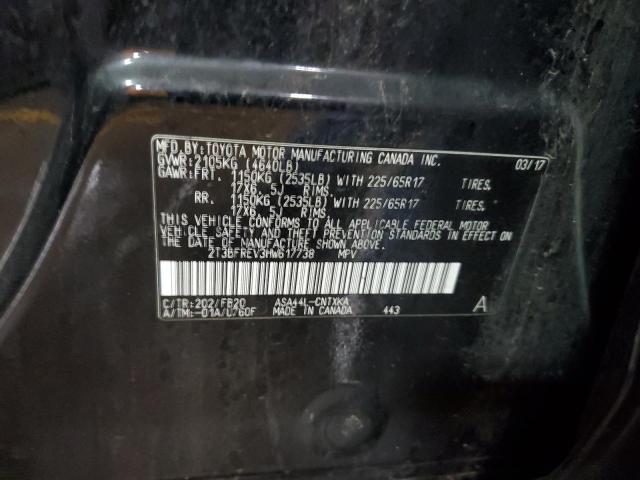 MFD.BY:TOYOTA MOTOR MANUFACTURING CANADA INC. 03/17
GVWR: 2105KG (4640LB)
GAWR:FRT. 1150KG (2535LB) WITH 225/65R17 TIRES,
17X6.5J RIMS.
RR. 1150KG (2535LB) WITH 225/65R17 TIRES,
17X6.5J RIMS.
THIS VEHICLE CONFORMS TO ALL APPLICABLE FEDERAL MOTOR
VEHICLE SAFETY AND THEFT PREVENTION STANDARDS IN EFFECT ON
THE DATE OF MANUFACTURE SHOWN ABOVE.
2T3BFREV3HW617738 MPV
C/TR:202/FB20 ASA44L-CNTXKA
A/TM:-01A/U760F MADE IN CANADA 443 A